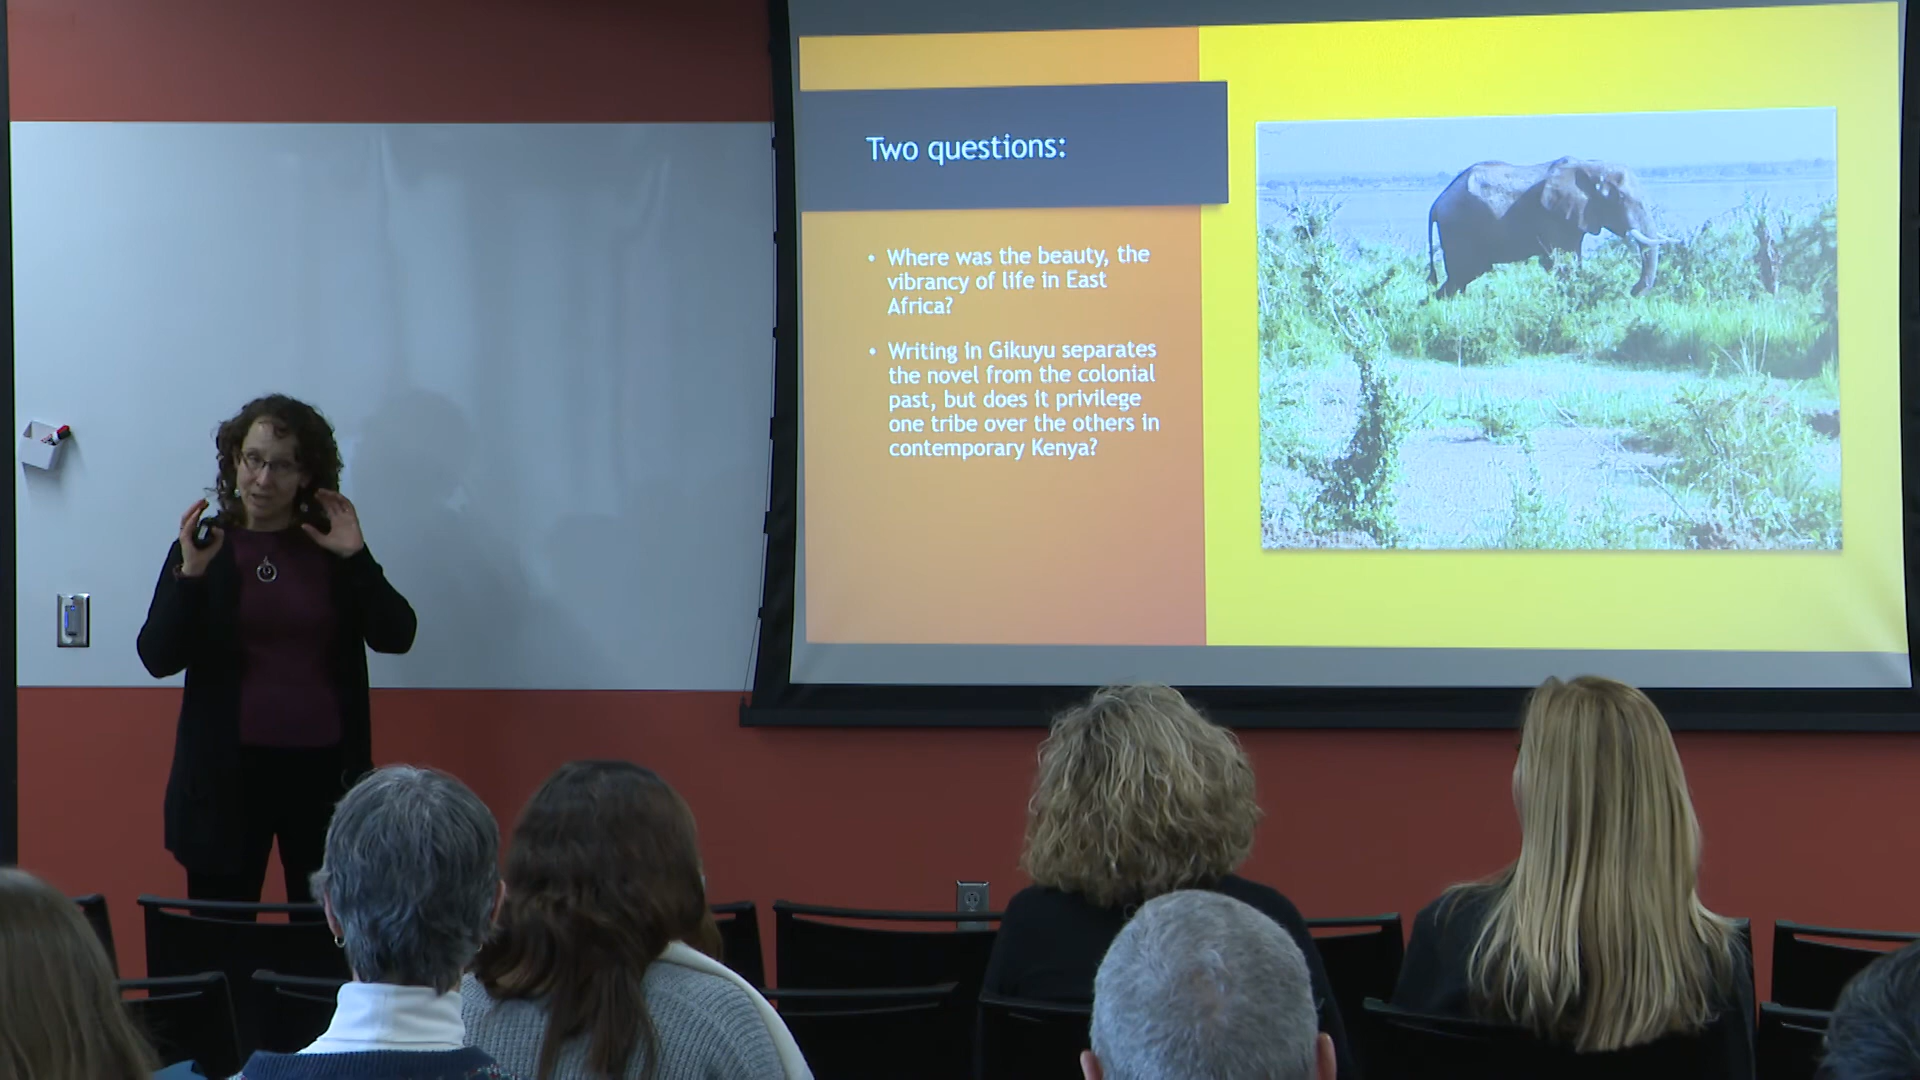 Two questions:
• Where was the beauty, the
vibrancy of life in East
Africa?
• Writing in Gikuyu separates
the novel from the colonial
past, but does it privilege
one tribe over the others in
contemporary Kenya?